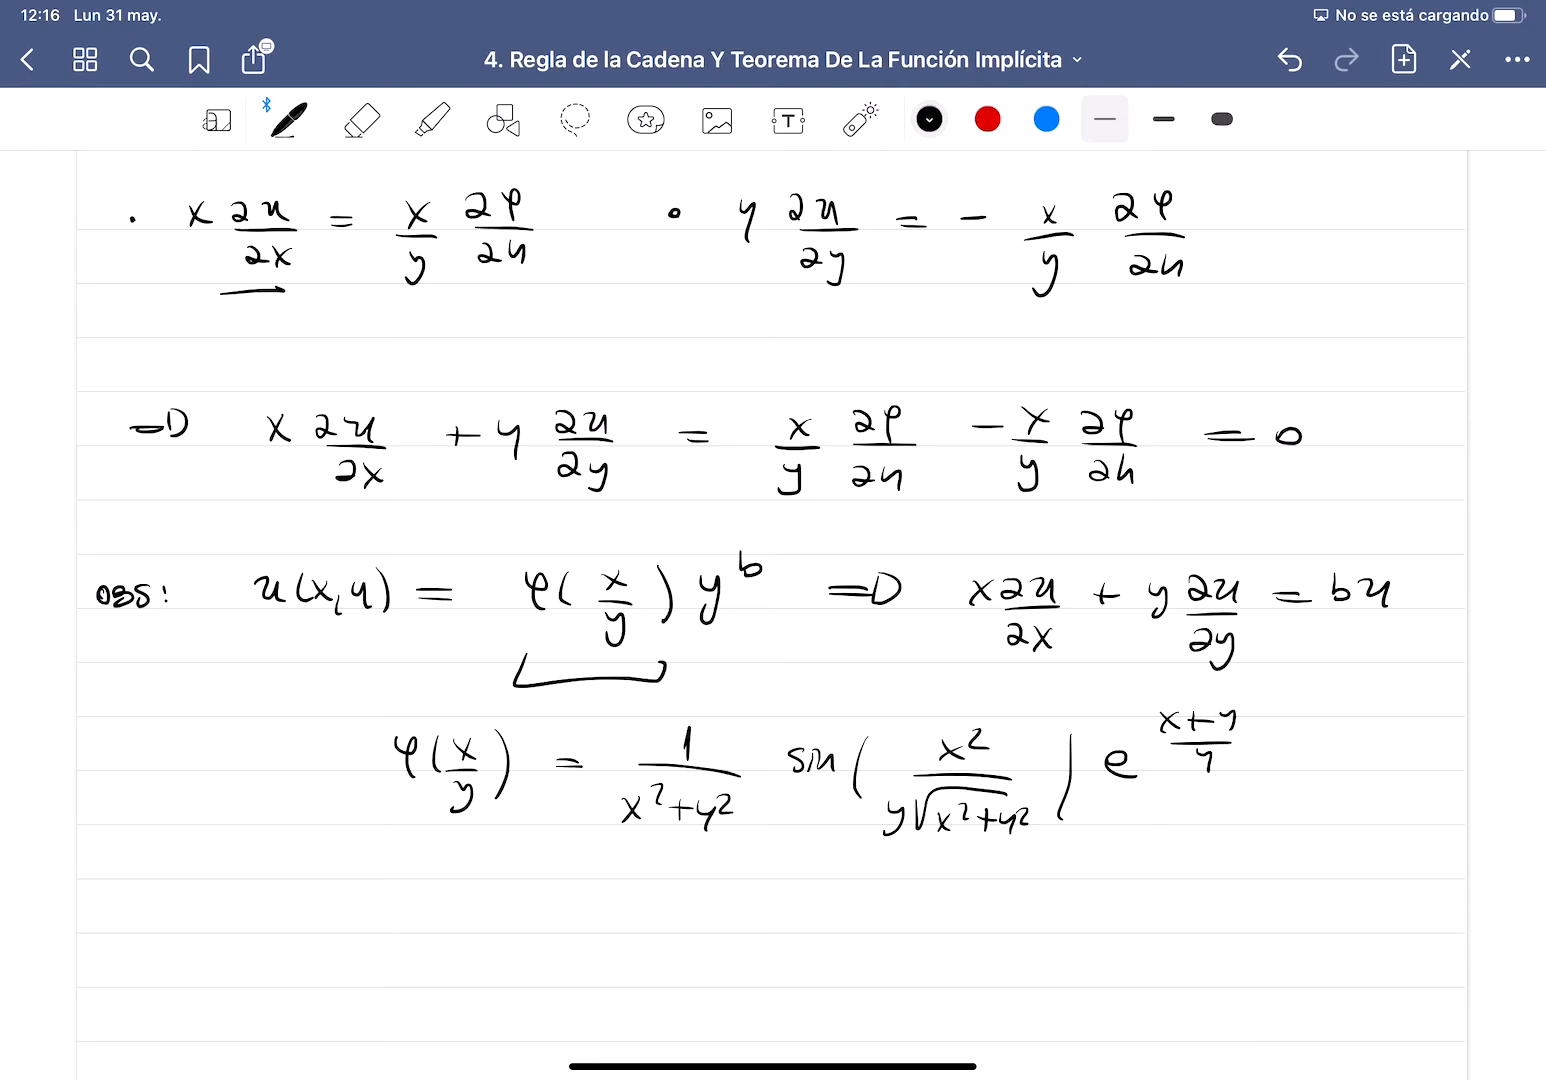 12:16 Lun 31 may. No se está cargando
4. Regla de la Cadena Y Teorema De La Función Implícita
· x ∂u/∂x = x/y ∂φ/∂u • y ∂u/∂y = - x/y ∂φ/∂u
=D x ∂u/∂x + y ∂u/∂y = x/y ∂φ/∂u - x/y ∂φ/∂u = 0
OBS: u(x,y) = φ(x/y) y^b =D x ∂u/∂x + y ∂u/∂y = bu
φ(x/y) = 1/(x²+y²) sin(x²/(y√(x²+y²))) e^((x+y)/y)